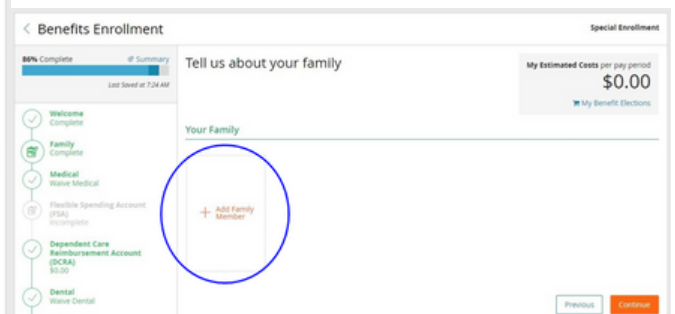 Benefits Enrollment
Special Enrollment
86% Complete
Summary
Last Saved at 7:24 AM
Tell us about your family
My Estimated Costs per pay period
$0.00
My Benefit Elections
Welcome
Complete
Family
Complete
Medical
Waive Medical
Flexible Spending Account
(FSA)
Incomplete
Dependent Care
Reimbursement Account
(DCRA)
$0.00
Dental
Waive Dental
Your Family
Add Family
Member
Previous
Continue